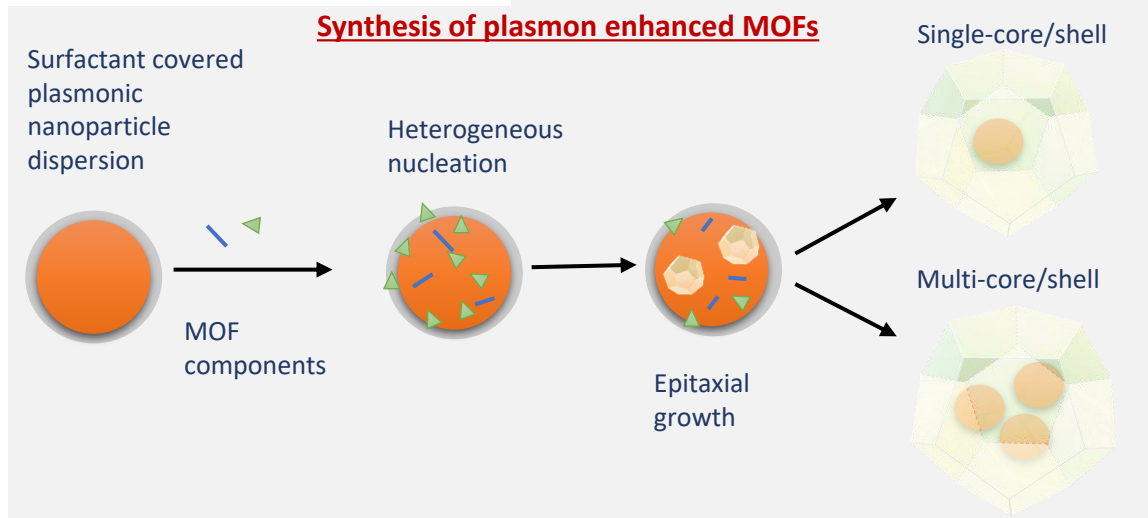 Synthesis of plasmon enhanced MOFs
Surfactant covered
plasmonic
nanoparticle
dispersion
MOF
components
Heterogeneous
nucleation
Epitaxial
growth
Single-core/shell
Multi-core/shell